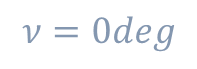 ν = 0deg